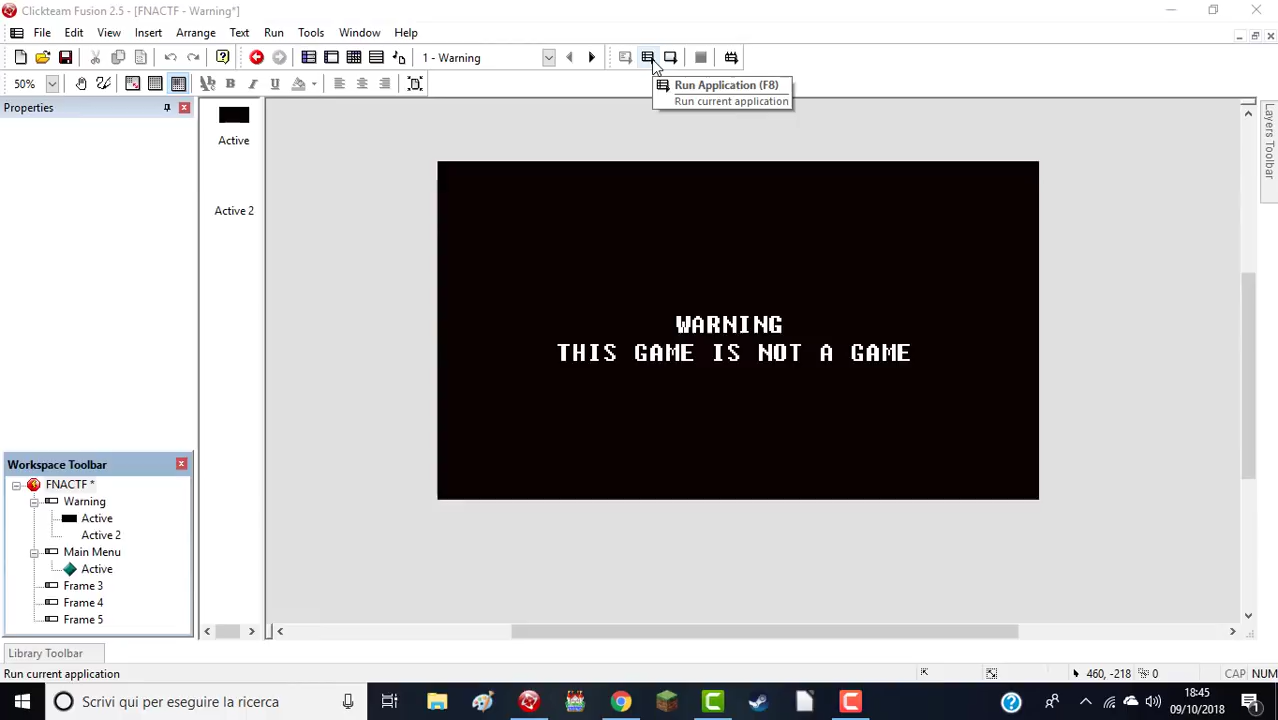 Clickteam Fusion 2.5 - [FNACTF - Warning*]
File Edit View Insert Arrange Text Run Tools Window Help
1 - Warning
50%
Run Application (F8)
Run current application
Properties
Active
Active 2
Layers Toolbar
WARNING
THIS GAME IS NOT A GAME
Workspace Toolbar
FNACTF *
Warning
Active
Active 2
Main Menu
Active
Frame 3
Frame 4
Frame 5
Library Toolbar
Run current application
460, -218
0
CAP NUM
Scrivi qui per eseguire la ricerca
18:45
09/10/2018
1